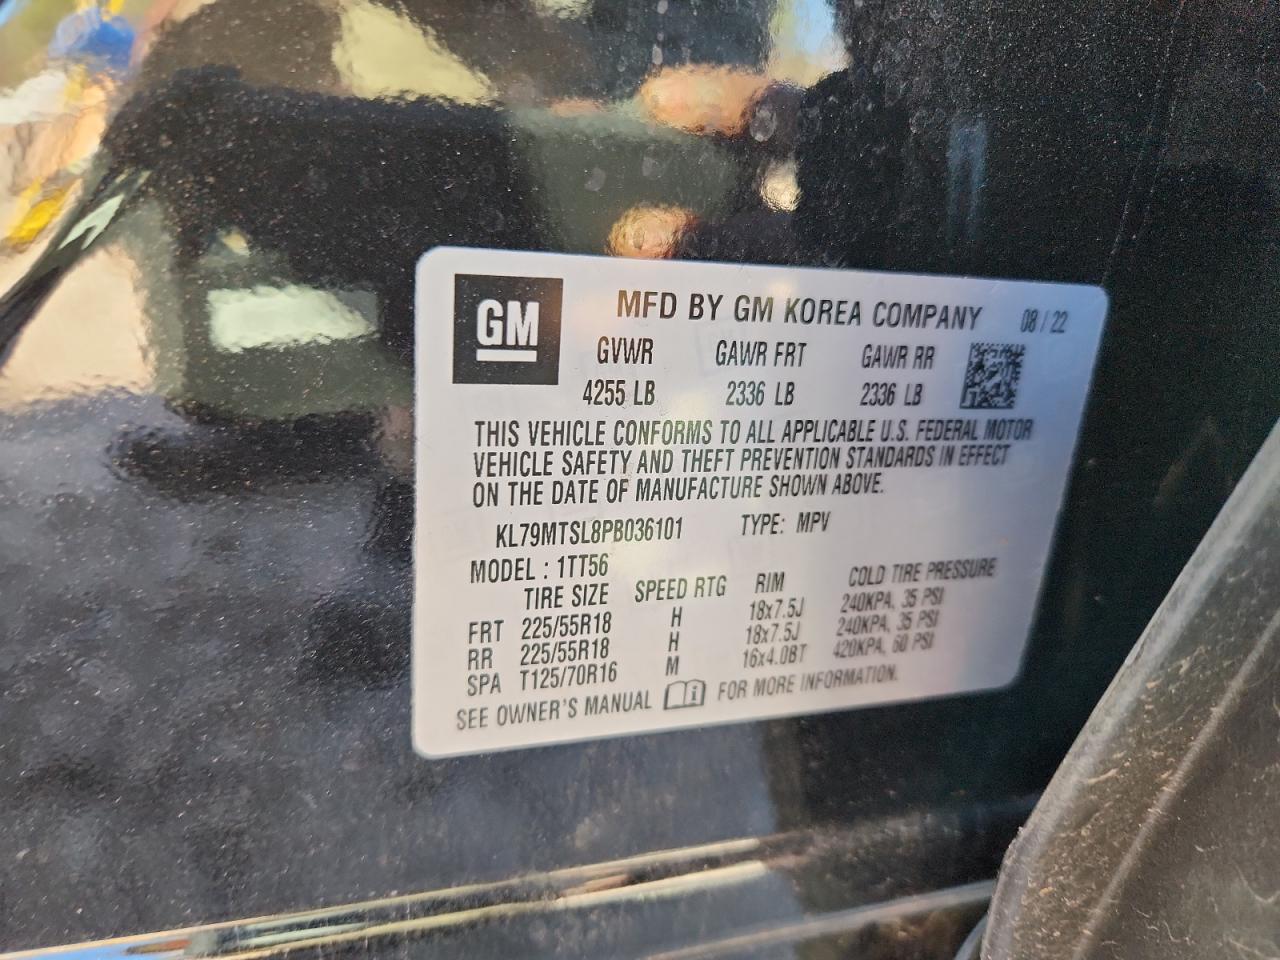 GM
MFD BY GM KOREA COMPANY 08 / 22
GVWR GAWR FRT GAWR RR
4255 LB 2336 LB 2336 LB
THIS VEHICLE CONFORMS TO ALL APPLICABLE U.S. FEDERAL MOTOR
VEHICLE SAFETY AND THEFT PREVENTION STANDARDS IN EFFECT
ON THE DATE OF MANUFACTURE SHOWN ABOVE.
KL79MTSL8PB036101 TYPE: MPV
MODEL : 1TT56
TIRE SIZE SPEED RTG RIM COLD TIRE PRESSURE
FRT 225/55R18 H 18x7.5J 240KPA, 35 PSI
RR 225/55R18 H 18x7.5J 240KPA, 35 PSI
SPA T125/70R16 M 16x4.0BT 420KPA, 60 PSI
SEE OWNER'S MANUAL FOR MORE INFORMATION.